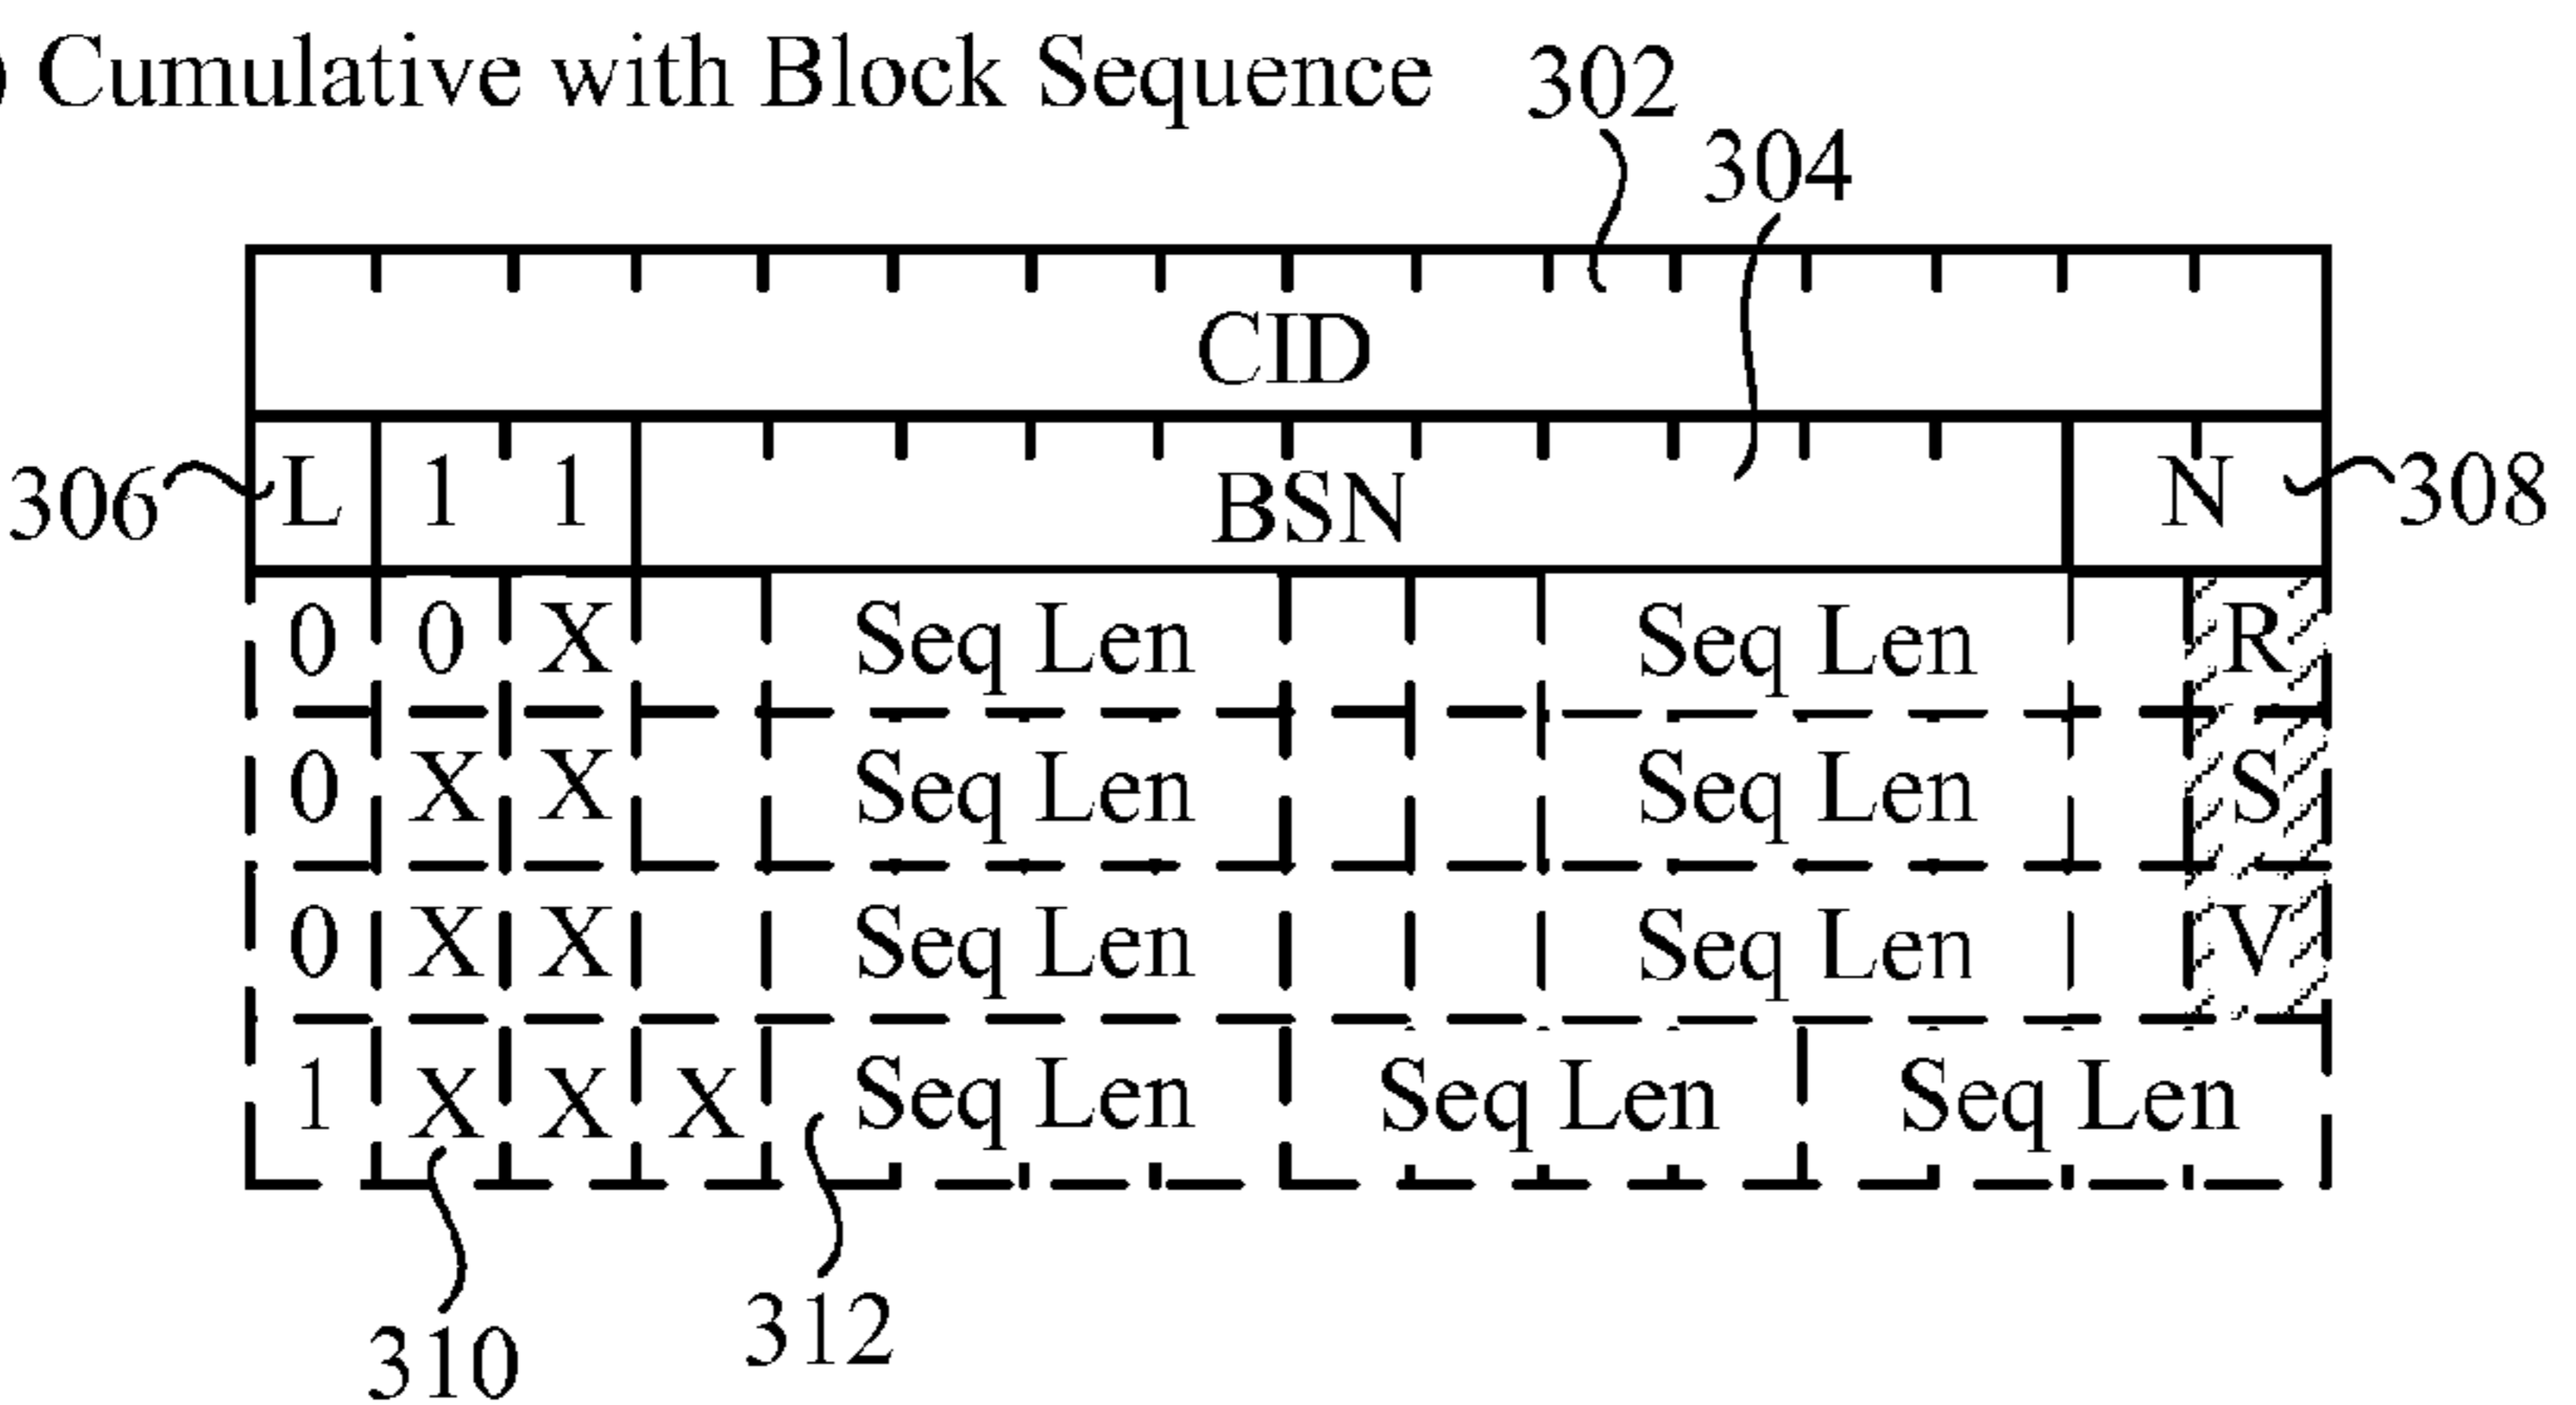 ) Cumulative with Block Sequence 302
304
CID
306 L 1 1 BSN N 308
0 0 X Seq Len Seq Len R
0 X X Seq Len Seq Len S
0 X X Seq Len Seq Len V
1 X X X Seq Len Seq Len Seq Len
310 312